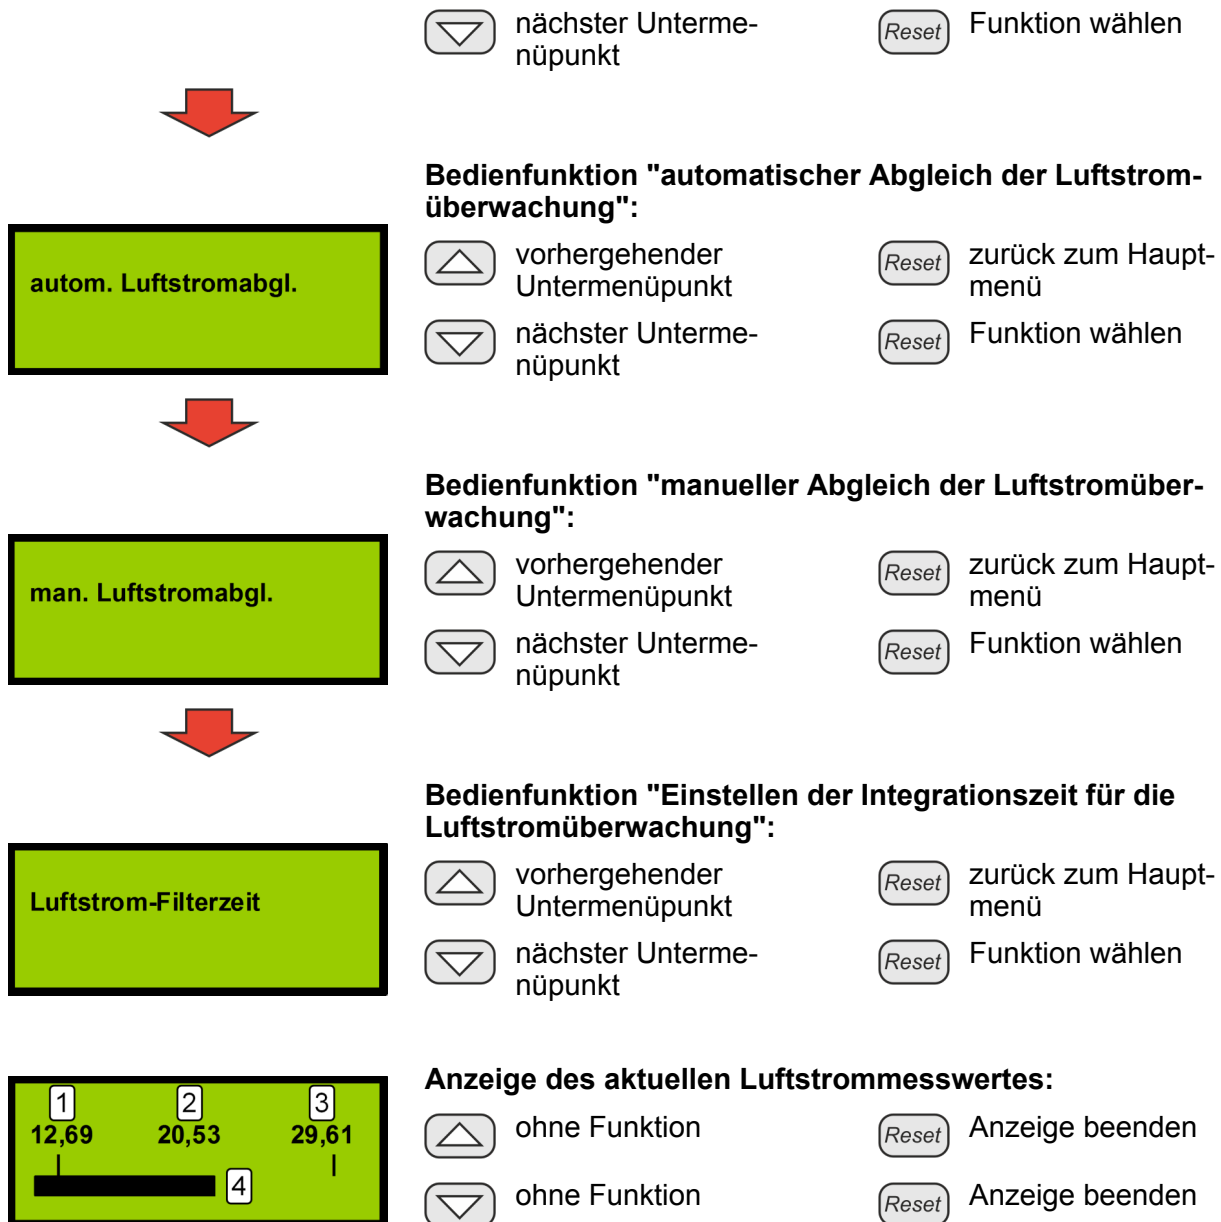 nächster Unterme-
nüpunkt
Reset
Funktion wählen
Bedienfunktion "automatischer Abgleich der Luftstrom-
überwachung":
autom. Luftstromabgl.
vorhergehender
Untermenüpunkt
Reset
zurück zum Haupt-
menü
nächster Unterme-
nüpunkt
Reset
Funktion wählen
Bedienfunktion "manueller Abgleich der Luftstromüber-
wachung":
man. Luftstromabgl.
vorhergehender
Untermenüpunkt
Reset
zurück zum Haupt-
menü
nächster Unterme-
nüpunkt
Reset
Funktion wählen
Bedienfunktion "Einstellen der Integrationszeit für die
Luftstromüberwachung":
Luftstrom-Filterzeit
vorhergehender
Untermenüpunkt
Reset
zurück zum Haupt-
menü
nächster Unterme-
nüpunkt
Reset
Funktion wählen
Anzeige des aktuellen Luftstrommesswertes:
1 2 3
12,69 20,53 29,61
4
ohne Funktion
Reset
Anzeige beenden
ohne Funktion
Reset
Anzeige beenden